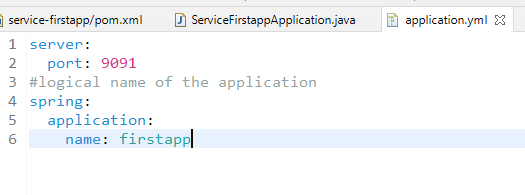 service-firstapp/pom.xml ServiceFirstappApplication.java application.yml
1 server:
2   port: 9091
3 #logical name of the application
4 spring:
5   application:
6     name: firstapp